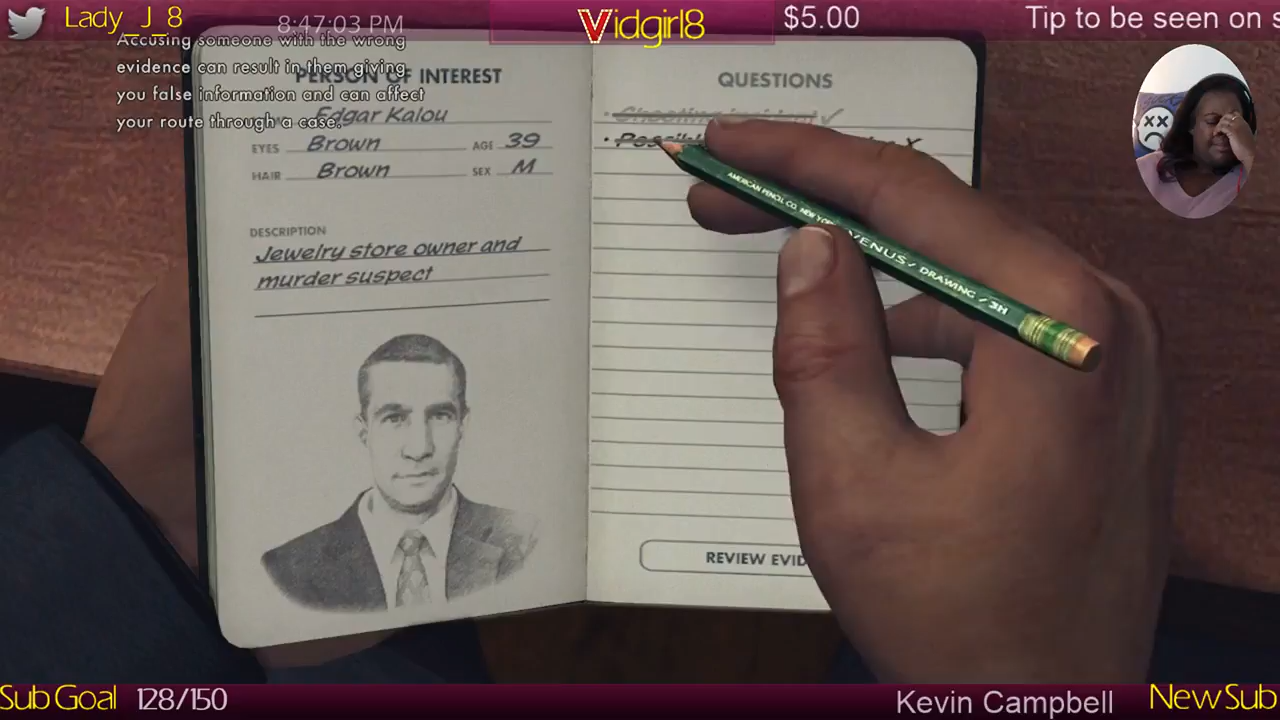 Lady_J_8
8:47:03 PM
Vidgirl8
$5.00
Tip to be seen on s
Accusing someone with the wrong
evidence can result in them giving
you false information and can affect
your route through a case.
PERSON OF INTEREST
Edgar Kalou
EYES Brown AGE 39
HAIR Brown SEX M
DESCRIPTION
Jewelry store owner and
murder suspect
QUESTIONS
Shooting incident ✓
X
AMERICAN PENCIL CO. NEW YORK VENUS / DRAWING / 3H
REVIEW EVID
Sub Goal 128/150
Kevin Campbell
New Sub